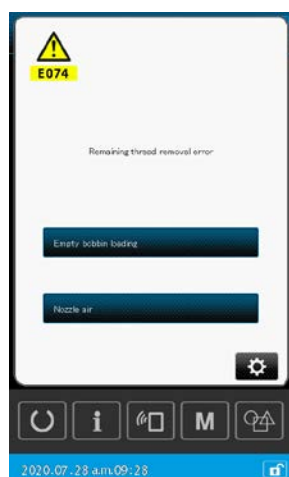 E074
Remaining thread removal error
Empty bobbin loading
Nozzle air
i
M
2020.07.28 a.m.09:28